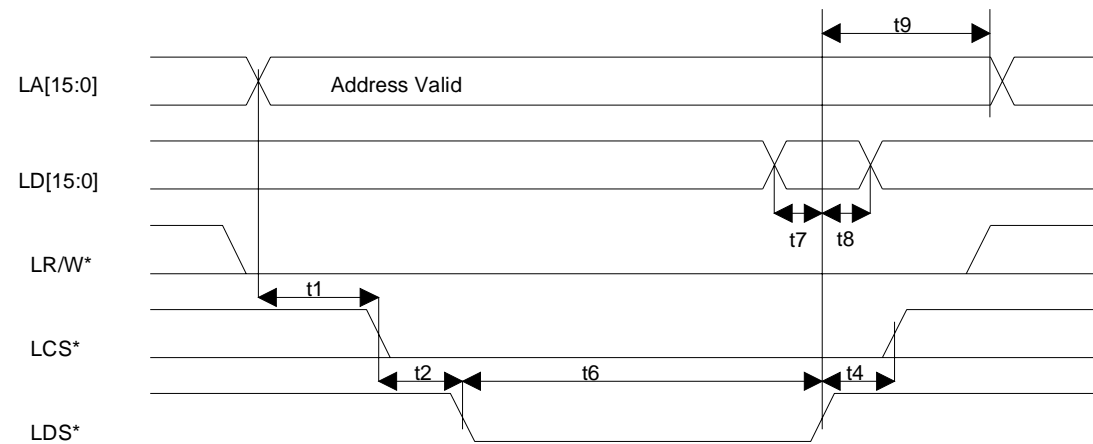 t9
LA[15:0]
Address Valid
LD[15:0]
t7
t8
LR/W*
t1
LCS*
t2
t6
t4
LDS*